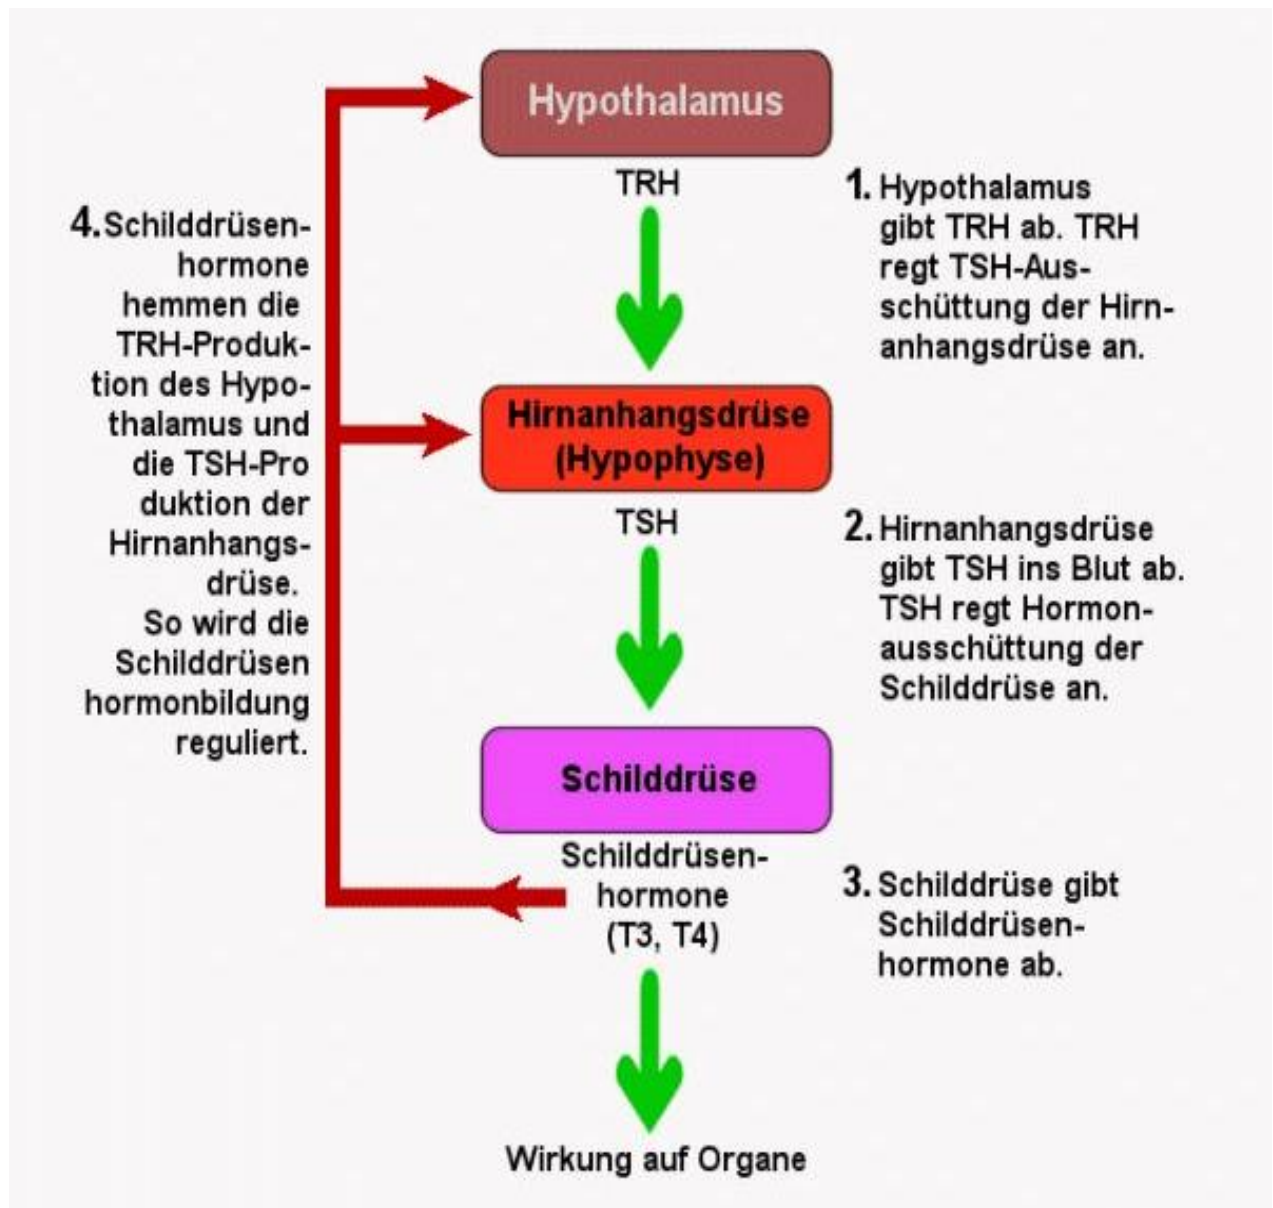 Hypothalamus
TRH
1. Hypothalamus
gibt TRH ab. TRH
regt TSH-Aus-
schüttung der Hirn-
anhangsdrüse an.
4. Schilddrüsen-
hormone
hemmen die
TRH-Produk-
tion des Hypo-
thalamus und
die TSH-Pro
duktion der
Hirnanhangs-
drüse.
So wird die
Schilddrüsen
hormonbildung
reguliert.
Hirnanhangsdrüse
(Hypophyse)
TSH
2. Hirnanhangsdrüse
gibt TSH ins Blut ab.
TSH regt Hormon-
ausschüttung der
Schilddrüse an.
Schilddrüse
Schilddrüsen-
hormone
(T3, T4)
3. Schilddrüse gibt
Schilddrüsen-
hormone ab.
Wirkung auf Organe